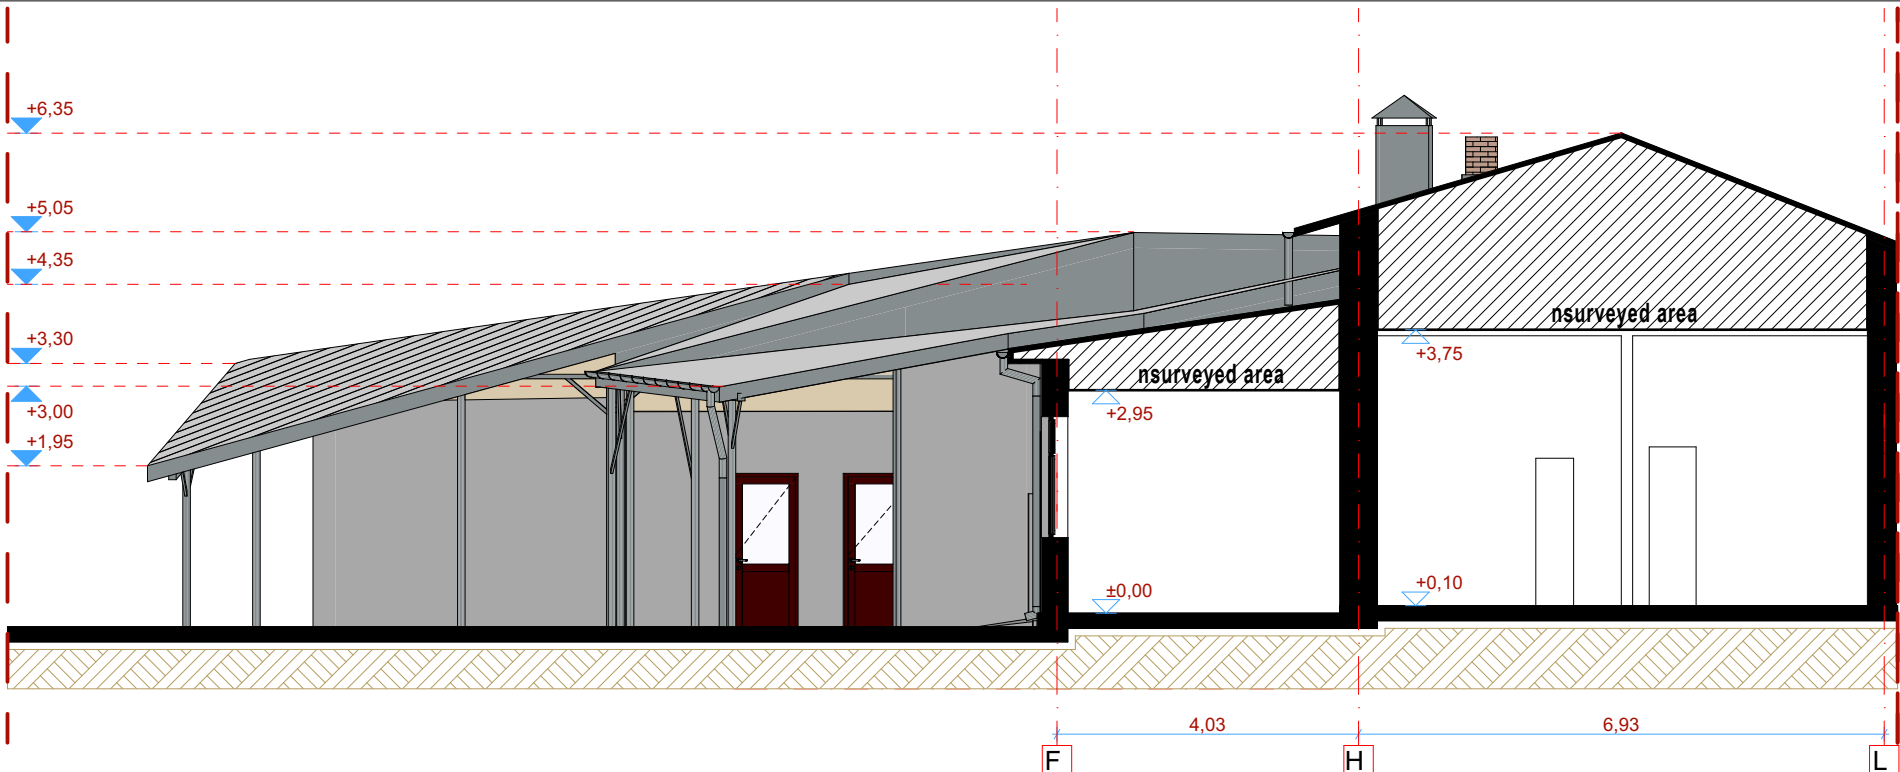 +6,35
+5,05
+4,35
+3,30
+3,00
+1,95
nsurveyed area
+3,75
nsurveyed area
+2,95
±0,00
+0,10
4,03
6,93
F
H
L